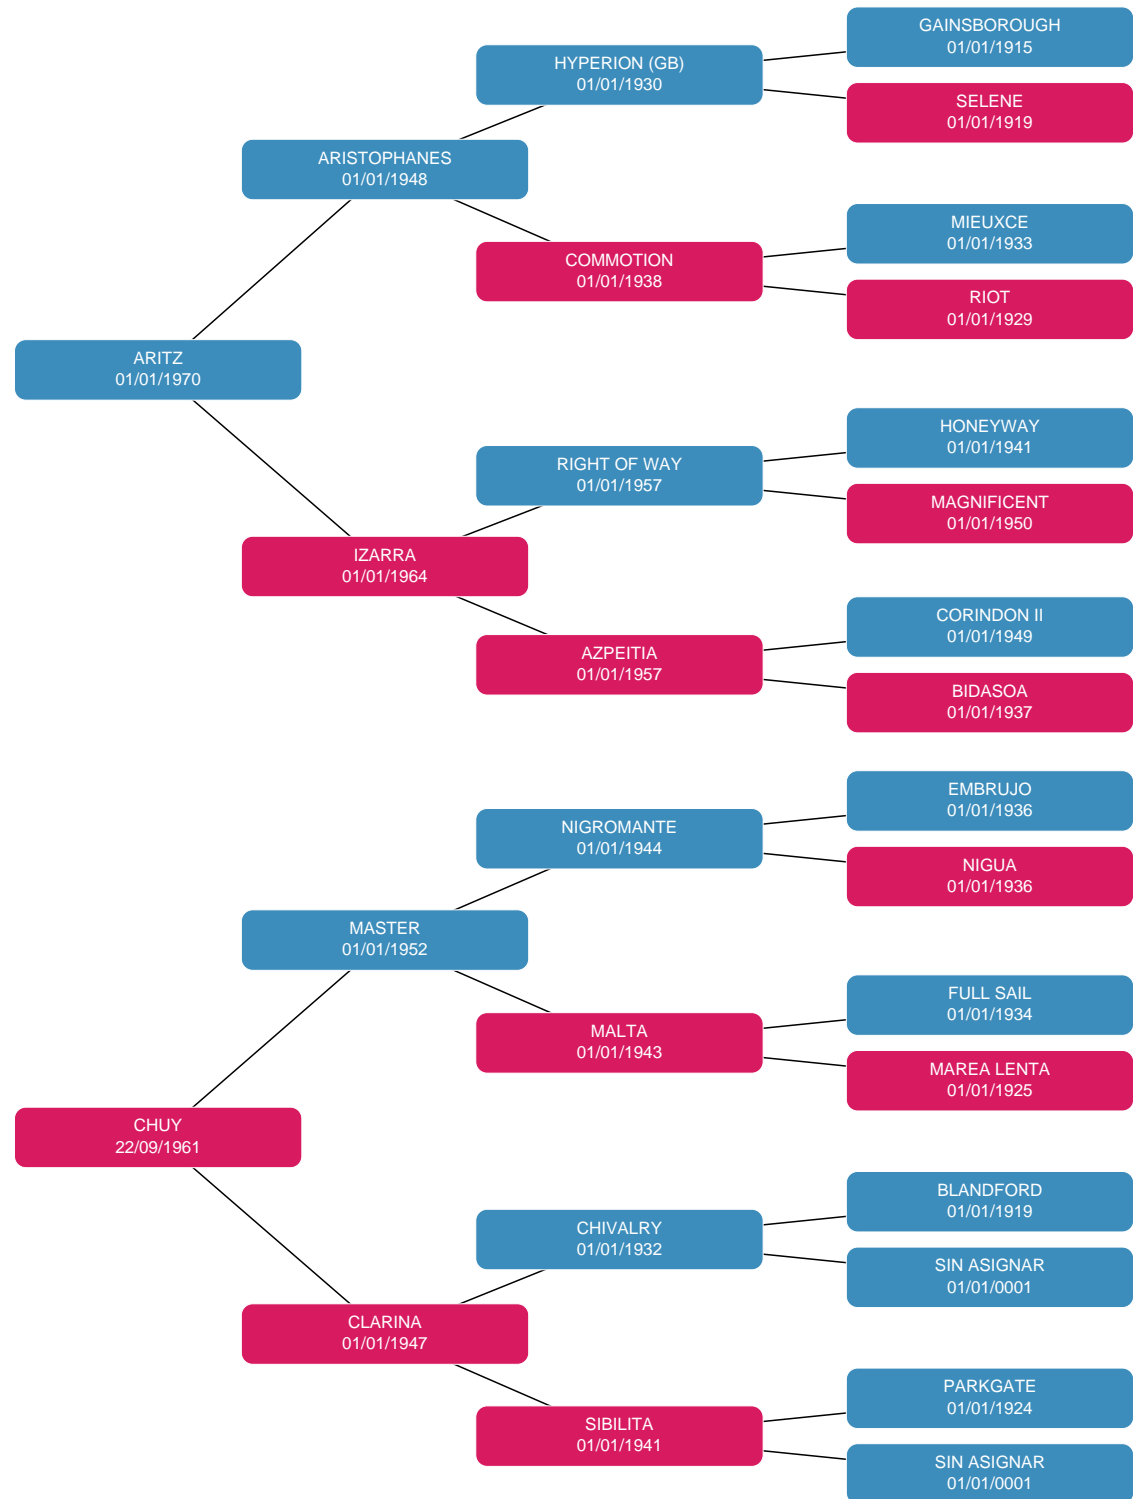 GAINSBOROUGH
01/01/1915
HYPERION (GB)
01/01/1930
SELENE
01/01/1919
ARISTOPHANES
01/01/1948
MIEUXCE
01/01/1933
COMMOTION
01/01/1938
RIOT
01/01/1929
ARITZ
01/01/1970
HONEYWAY
01/01/1941
RIGHT OF WAY
01/01/1957
MAGNIFICENT
01/01/1950
IZARRA
01/01/1964
CORINDON II
01/01/1949
AZPEITIA
01/01/1957
BIDASOA
01/01/1937
EMBRUJO
01/01/1936
NIGROMANTE
01/01/1944
NIGUA
01/01/1936
MASTER
01/01/1952
FULL SAIL
01/01/1934
MALTA
01/01/1943
MAREA LENTA
01/01/1925
CHUY
22/09/1961
BLANDFORD
01/01/1919
CHIVALRY
01/01/1932
SIN ASIGNAR
01/01/0001
CLARINA
01/01/1947
PARKGATE
01/01/1924
SIBILITA
01/01/1941
SIN ASIGNAR
01/01/0001